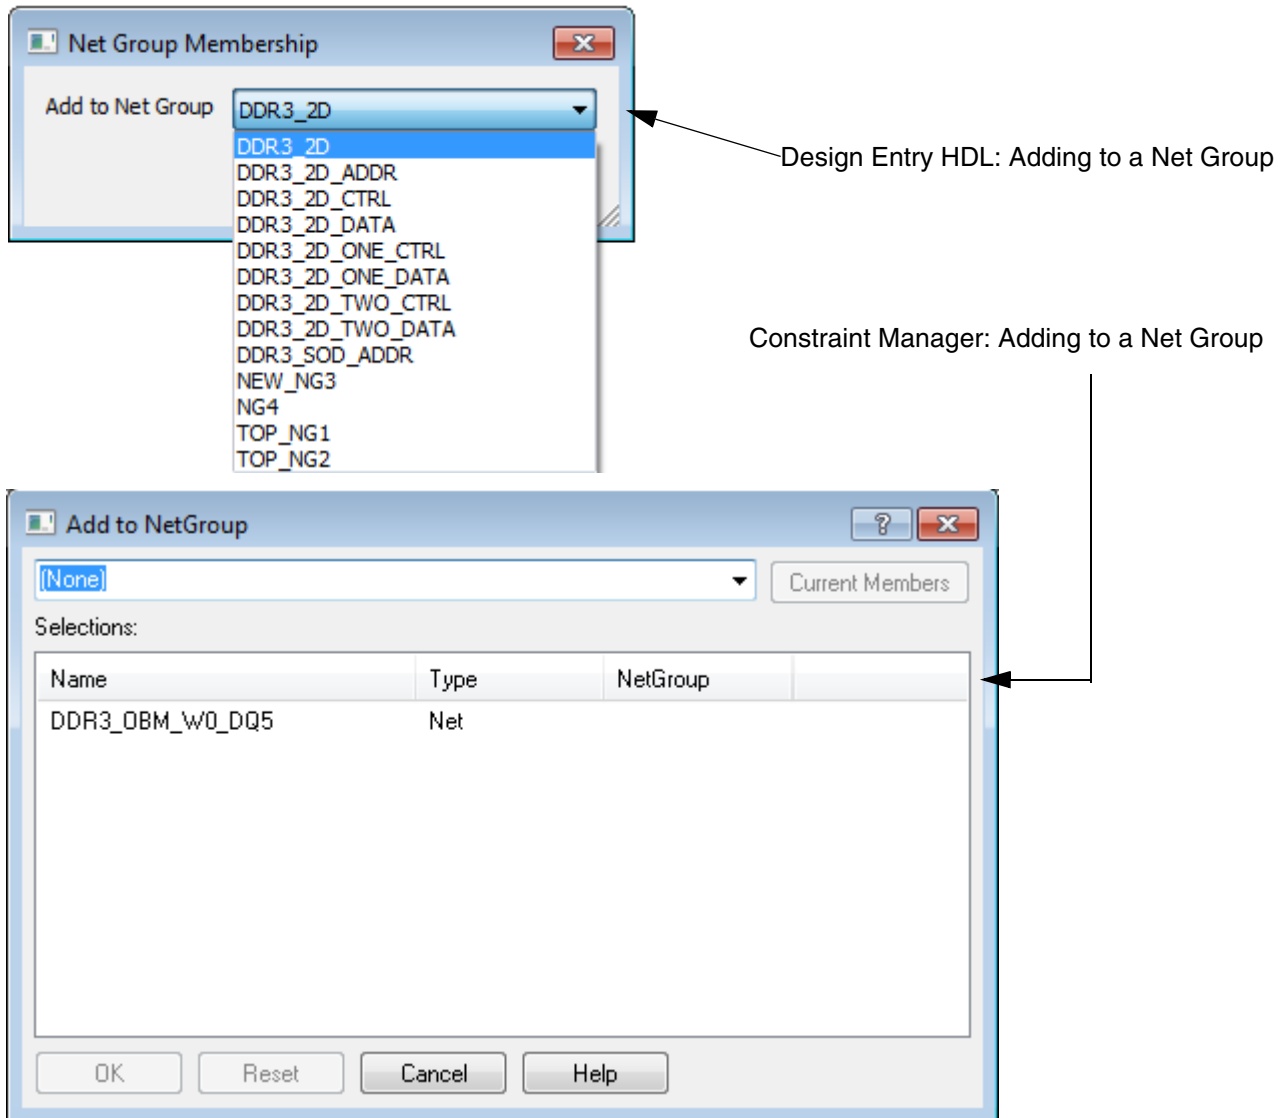 Net Group Membership
Add to Net Group DDR3_2D
DDR3_2D
DDR3_2D_ADDR
DDR3_2D_CTRL
DDR3_2D_DATA
DDR3_2D_ONE_CTRL
DDR3_2D_ONE_DATA
DDR3_2D_TWO_CTRL
DDR3_2D_TWO_DATA
DDR3_SOD_ADDR
NEW_NG3
NG4
TOP_NG1
TOP_NG2
Design Entry HDL: Adding to a Net Group
Constraint Manager: Adding to a Net Group
Add to NetGroup
(None) Current Members
Selections:
Name Type NetGroup
DDR3_OBM_W0_DQ5 Net
OK Reset Cancel Help